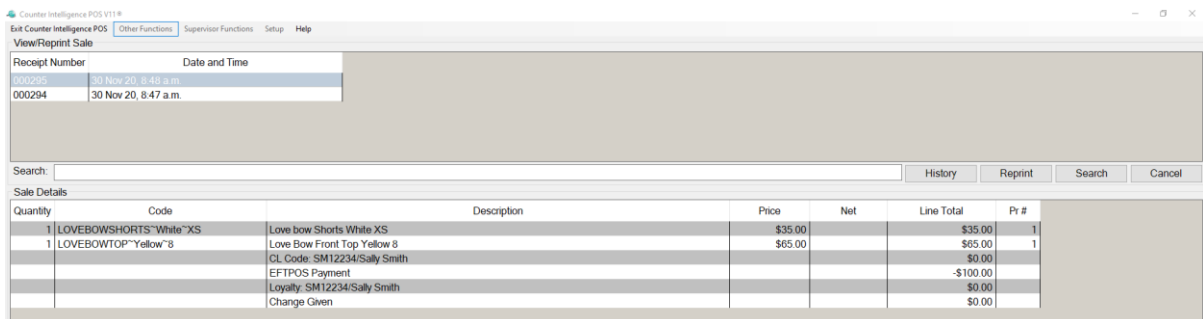 Counter Intelligence POS V11®
Exit Counter Intelligence POS Other Functions Supervisor Functions Setup Help
View/Reprint Sale
Receipt Number Date and Time
000295 30 Nov 20, 8:48 a.m.
000294 30 Nov 20, 8:47 a.m.
Search: History Reprint Search Cancel
Sale Details
Quantity Code Description Price Net Line Total Pr #
1 LOVEBOWSHORTS~White~XS Love bow Shorts White XS $35.00 $35.00 1
1 LOVEBOWTOP~Yellow~8 Love Bow Front Top Yellow 8 $65.00 $65.00 1
CL Code: SM12234/Sally Smith $0.00
EFTPOS Payment -$100.00
Loyalty: SM12234/Sally Smith $0.00
Change Given $0.00